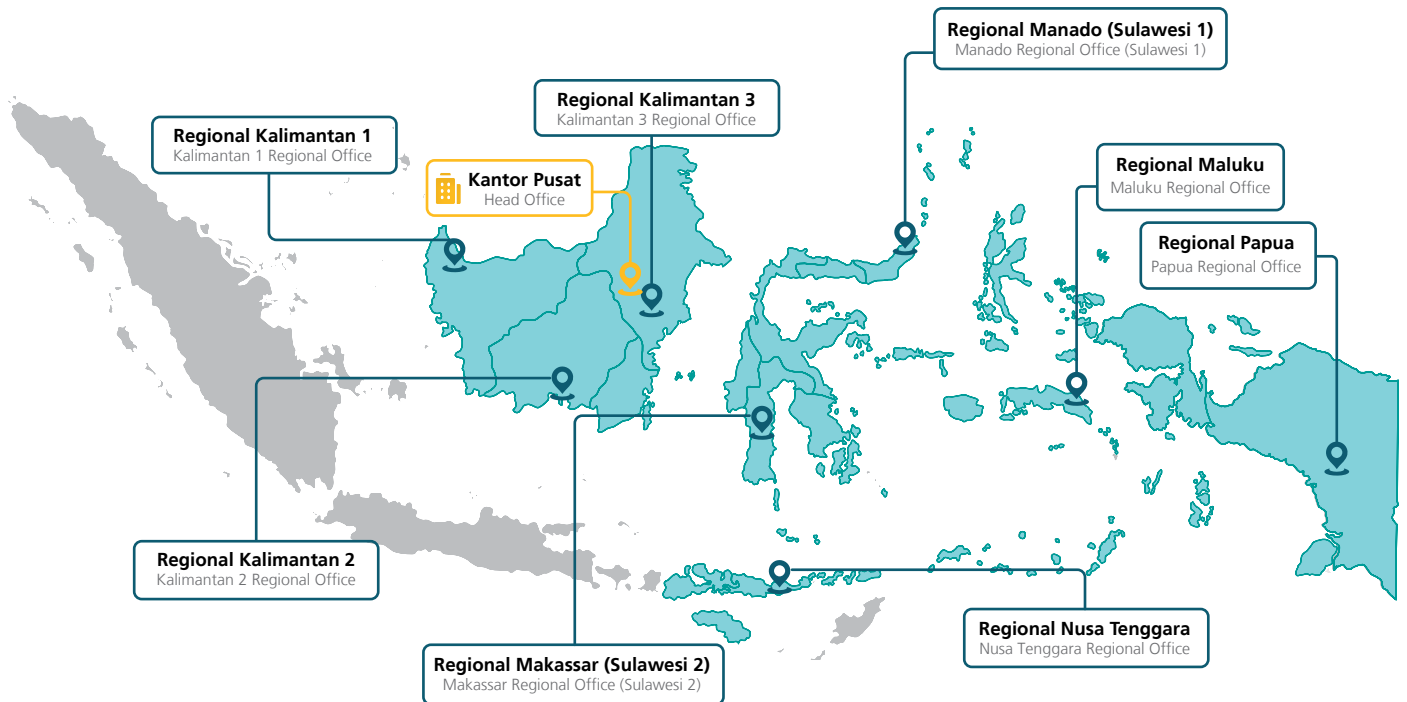 Regional Manado (Sulawesi 1)
Manado Regional Office (Sulawesi 1)
Regional Kalimantan 3
Kalimantan 3 Regional Office
Regional Kalimantan 1
Kalimantan 1 Regional Office
Kantor Pusat
Head Office
Regional Maluku
Maluku Regional Office
Regional Papua
Papua Regional Office
Regional Kalimantan 2
Kalimantan 2 Regional Office
Regional Nusa Tenggara
Nusa Tenggara Regional Office
Regional Makassar (Sulawesi 2)
Makassar Regional Office (Sulawesi 2)